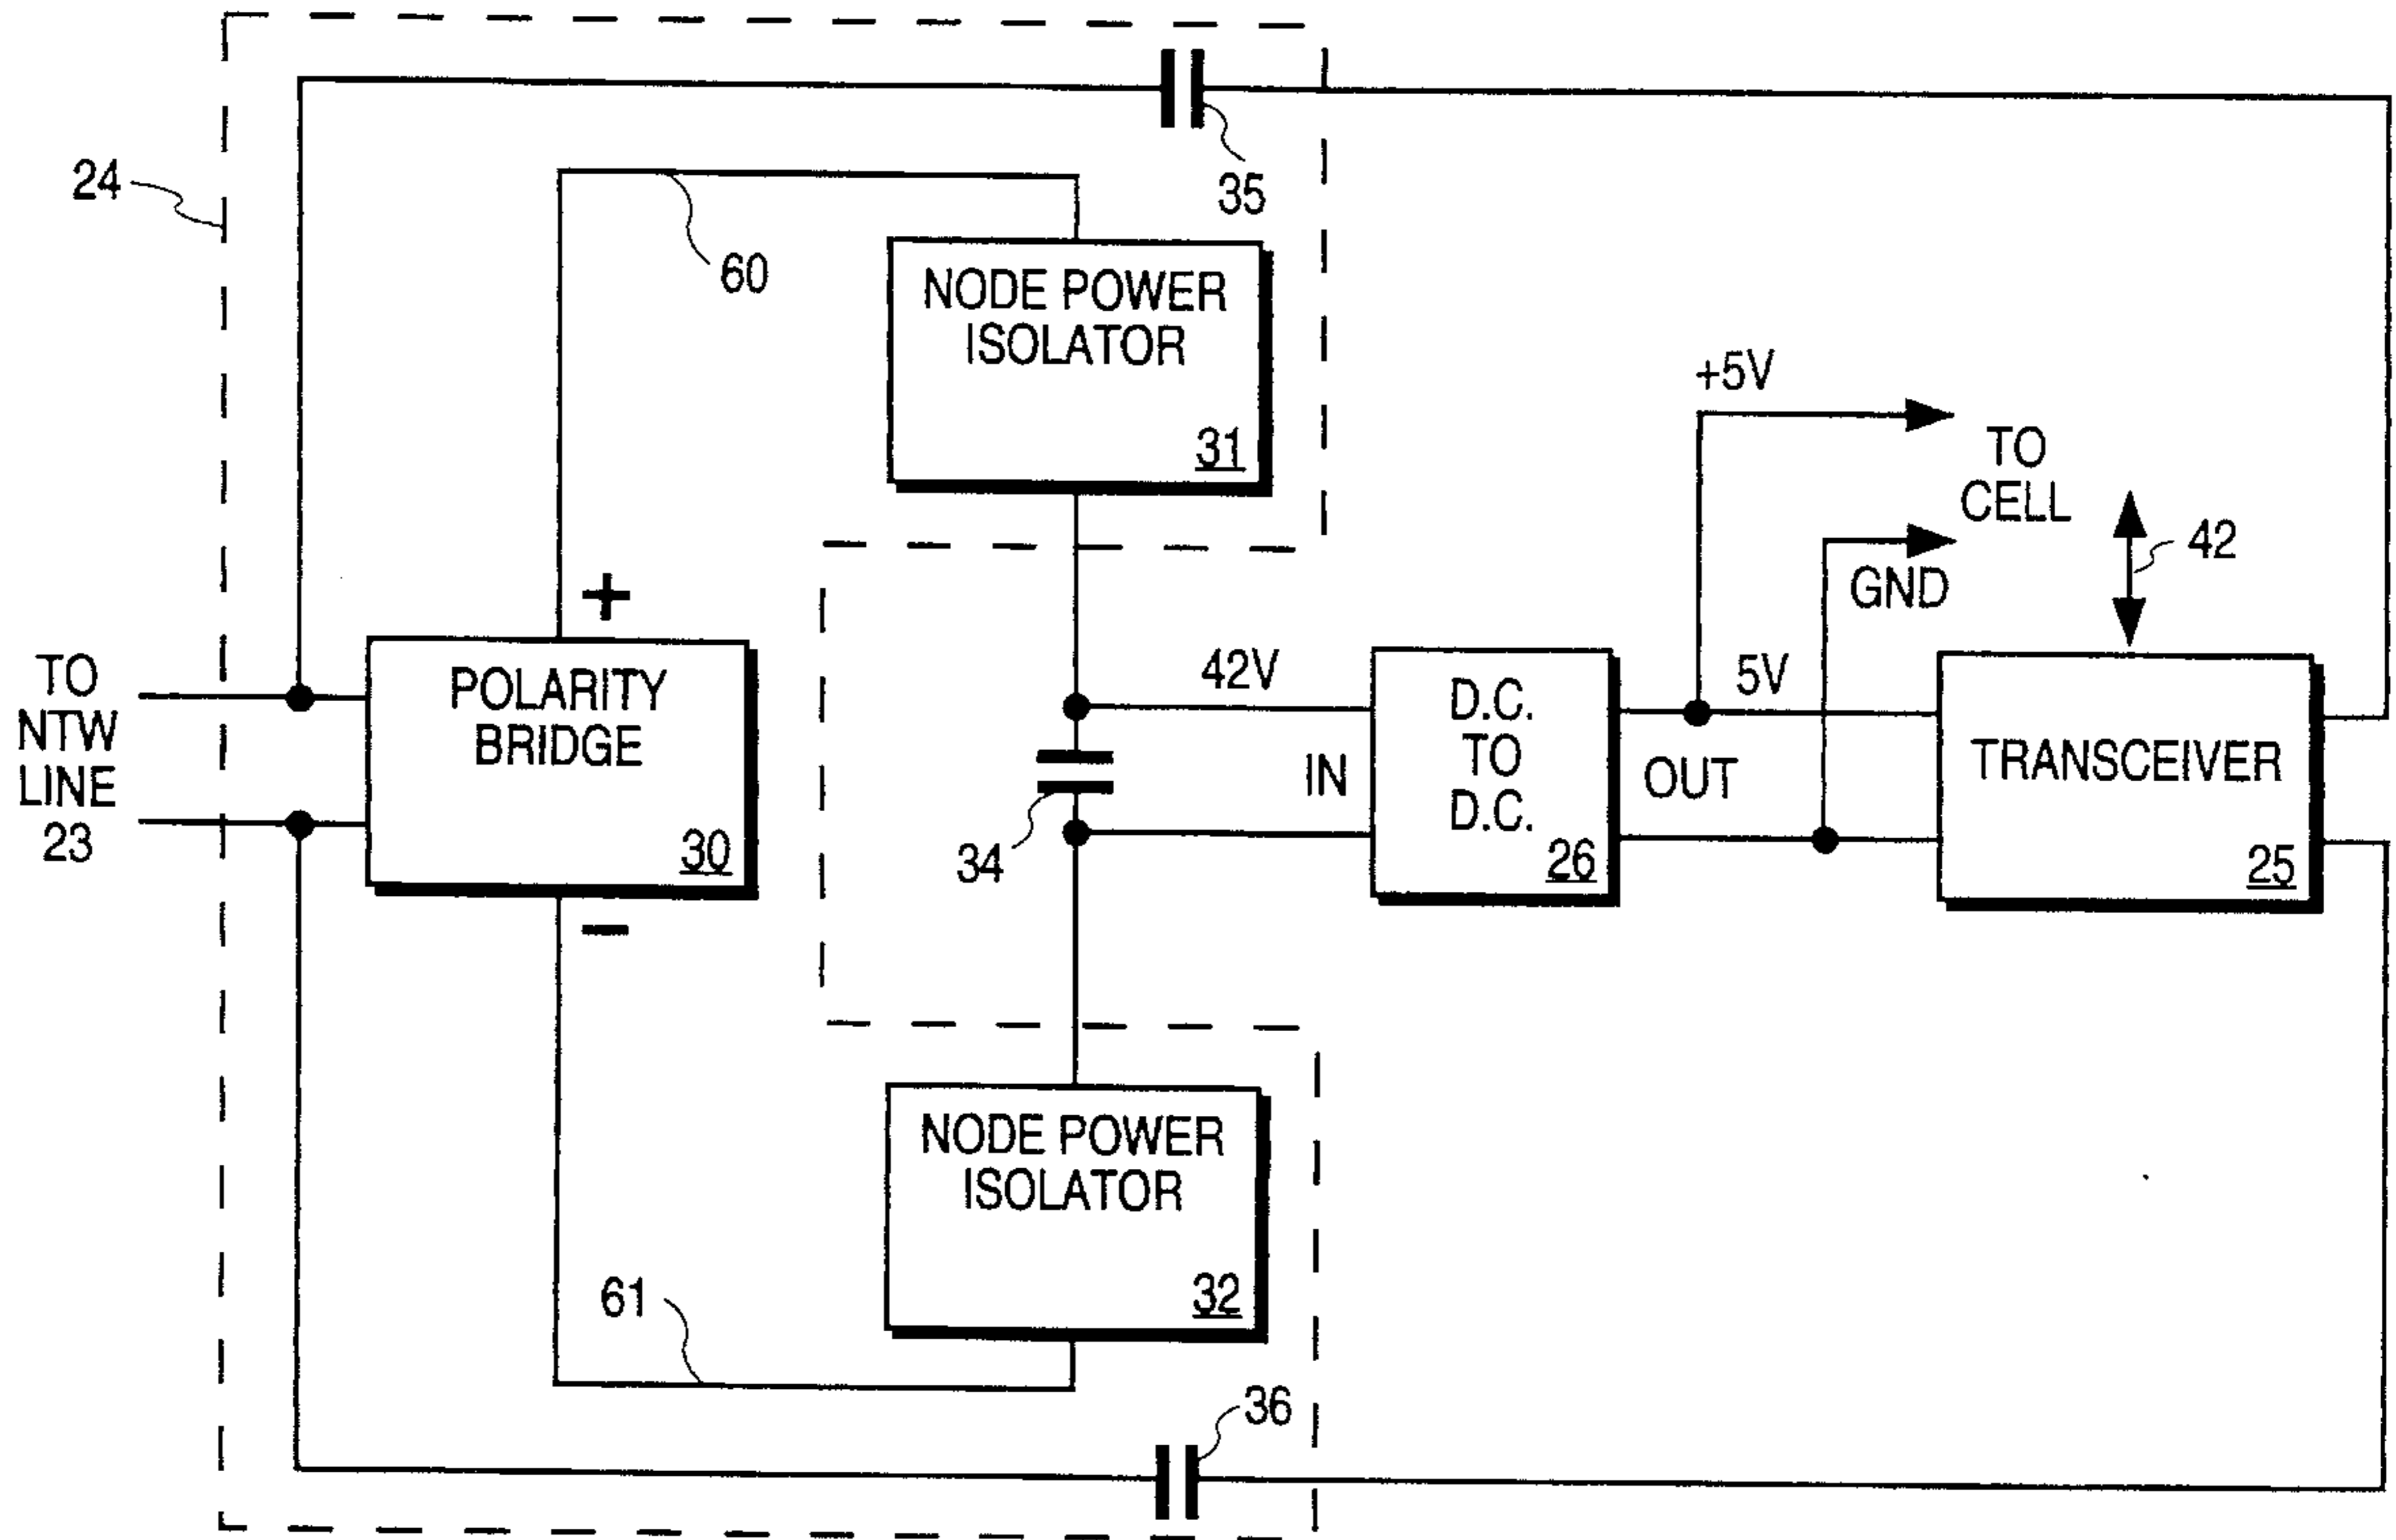 35
24
60
NODE POWER
ISOLATOR
31
+5V
TO
CELL
42
GND
+
TO
NTW
LINE
23
POLARITY
BRIDGE
30
−
42V
34
IN
D.C.
TO
D.C.
26
5V
OUT
TRANSCEIVER
25
NODE POWER
ISOLATOR
32
61
36